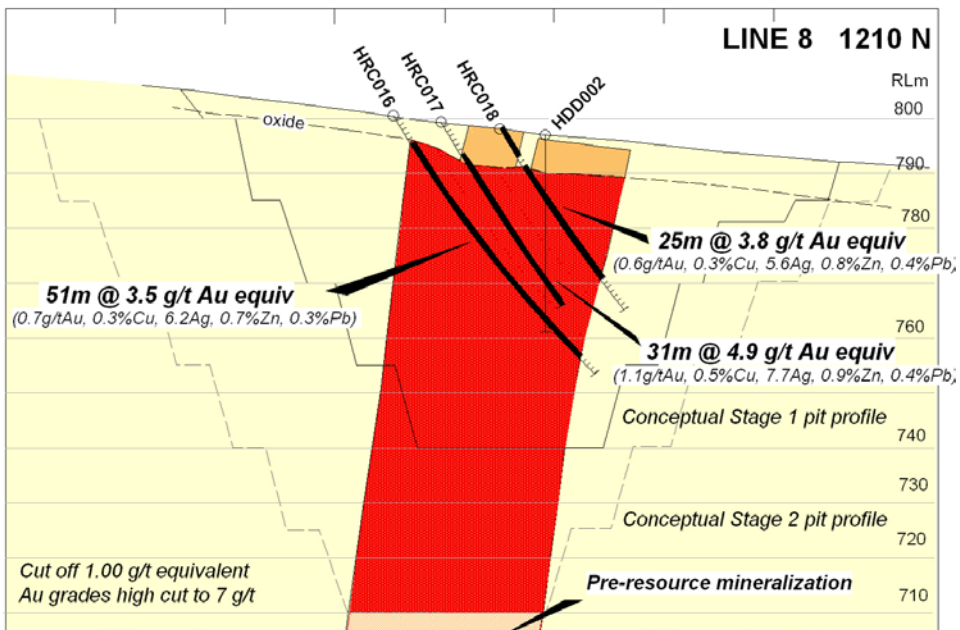 LINE 8 1210 N
RLm
HRC016
HRC017
HRC018
HDD002
800
oxide
790
780
25m @ 3.8 g/t Au equiv
(0.6g/tAu, 0.3%Cu, 5.6Ag, 0.8%Zn, 0.4%Pb)
51m @ 3.5 g/t Au equiv
(0.7g/tAu, 0.3%Cu, 6.2Ag, 0.7%Zn, 0.3%Pb)
770
760
31m @ 4.9 g/t Au equiv
(1.1g/tAu, 0.5%Cu, 7.7Ag, 0.9%Zn, 0.4%Pb)
Conceptual Stage 1 pit profile
740
730
Conceptual Stage 2 pit profile
720
Cut off 1.00 g/t equivalent
Au grades high cut to 7 g/t
Pre-resource mineralization
710